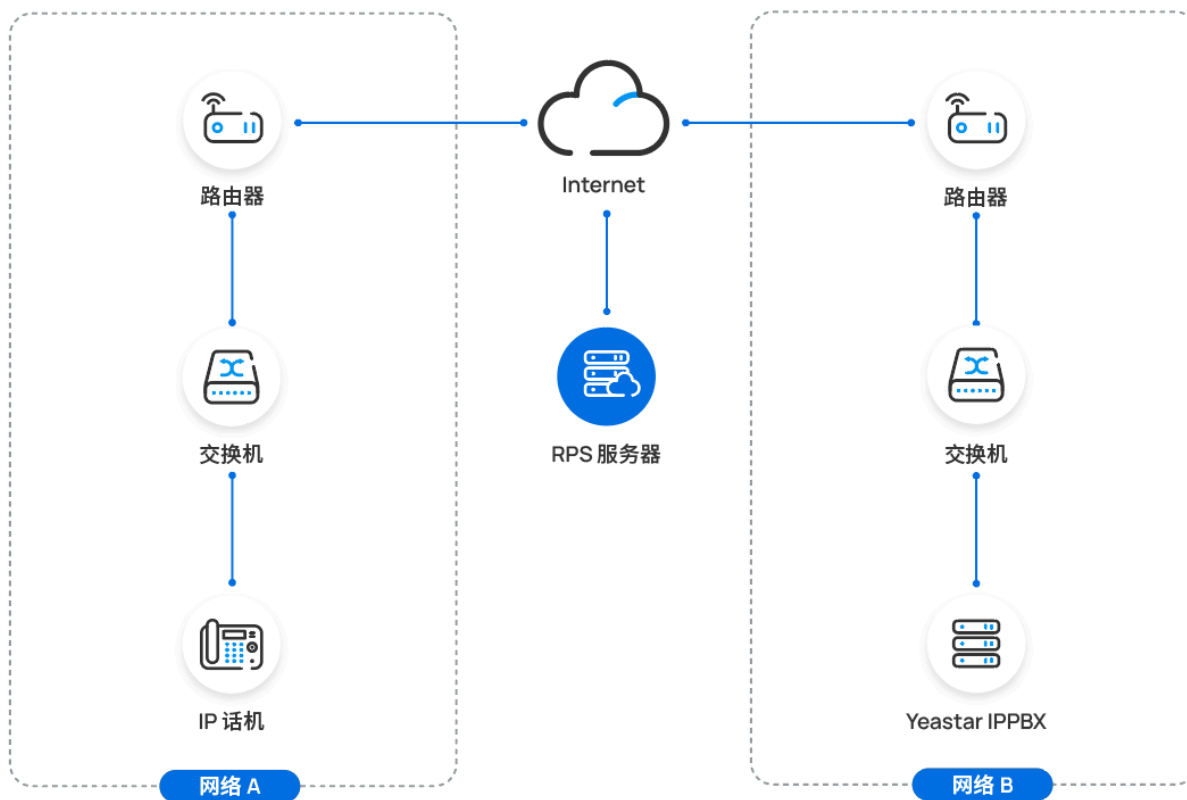 路由器
Internet
路由器
交换机
RPS 服务器
交换机
IP 话机
Yeastar IPPBX
网络 A
网络 B